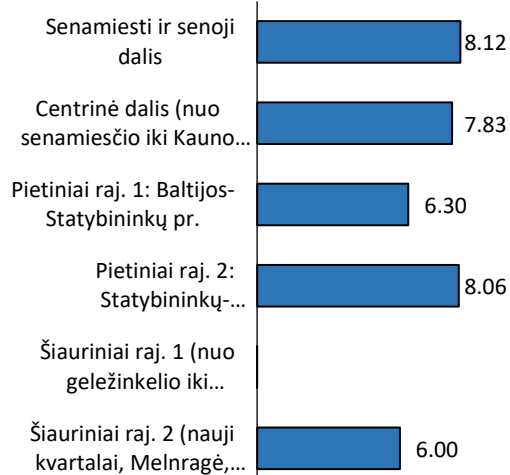 Senamiesti ir senoji
dalis
8.12
Centrinė dalis (nuo
senamiesčio iki Kauno...
7.83
Pietiniai raj. 1: Baltijos-
Statybininkų pr.
6.30
Pietiniai raj. 2:
Statybininkų-...
8.06
Šiauriniai raj. 1 (nuo
geležinkelio iki...
Šiauriniai raj. 2 (nauji
kvartalai, Melnragė,...
6.00